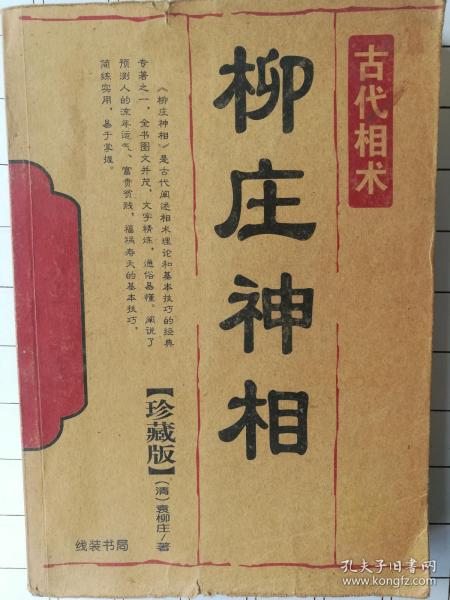 古代相术
柳庄神相
《柳庄神相》是古代阐述相术理论和基本技巧的经典
专著之一，全书图文并茂，文字精炼，通俗易懂。阐说了
预测人的流年运气、富贵贫贱，福祸寿夭的基本技巧，
简练实用，易于掌握。
【珍藏版】
（清）袁柳庄/著
线装书局
孔夫子旧书网
www.kongfz.com